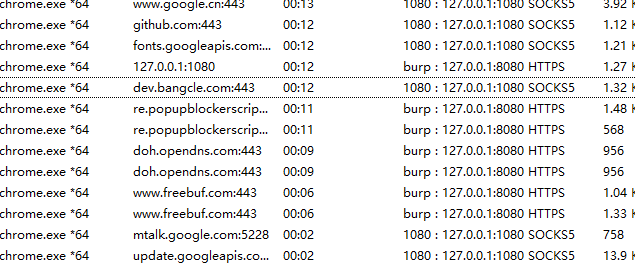 chrome.exe *64 www.google.cn:443 00:13 1080 : 127.0.0.1:1080 SOCKS5 3.92 K
chrome.exe *64 github.com:443 00:12 1080 : 127.0.0.1:1080 SOCKS5 1.12 K
chrome.exe *64 fonts.googleapis.com:... 00:12 1080 : 127.0.0.1:1080 SOCKS5 1.21 K
chrome.exe *64 127.0.0.1:1080 00:12 burp : 127.0.0.1:8080 HTTPS 1.27 K
chrome.exe *64 dev.bangcle.com:443 00:12 1080 : 127.0.0.1:1080 SOCKS5 1.32 K
chrome.exe *64 re.popupblockerscrip... 00:11 burp : 127.0.0.1:8080 HTTPS 1.48 K
chrome.exe *64 re.popupblockerscrip... 00:11 burp : 127.0.0.1:8080 HTTPS 568
chrome.exe *64 doh.opendns.com:443 00:09 burp : 127.0.0.1:8080 HTTPS 956
chrome.exe *64 doh.opendns.com:443 00:09 burp : 127.0.0.1:8080 HTTPS 956
chrome.exe *64 www.freebuf.com:443 00:06 burp : 127.0.0.1:8080 HTTPS 1.04 K
chrome.exe *64 www.freebuf.com:443 00:06 burp : 127.0.0.1:8080 HTTPS 1.33 K
chrome.exe *64 mtalk.google.com:5228 00:02 1080 : 127.0.0.1:1080 SOCKS5 758
chrome.exe *64 update.googleapis.co... 00:02 1080 : 127.0.0.1:1080 SOCKS5 13.9 K